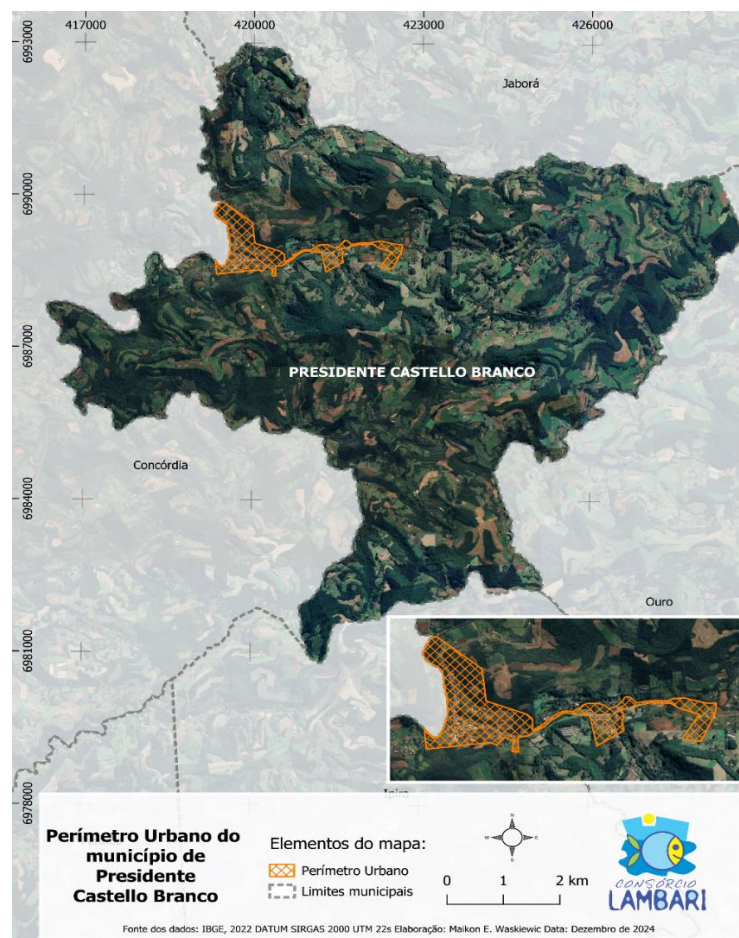 417000
420000
423000
426000
6993000
Jaborá
6990000
6987000
PRESIDENTE CASTELLO BRANCO
Concórdia
6984000
Ouro
6981000
6978000
Perímetro Urbano do
município de
Presidente
Castello Branco
Elementos do mapa:
Perímetro Urbano
Limites municipais
N
W
E
S
0 1 2 km
CONSÓRCIO
LAMBARI
Fonte dos dados: IBGE, 2022 DATUM SIRGAS 2000 UTM 22s Elaboração: Maikon E. Waskiewic Data: Dezembro de 2024